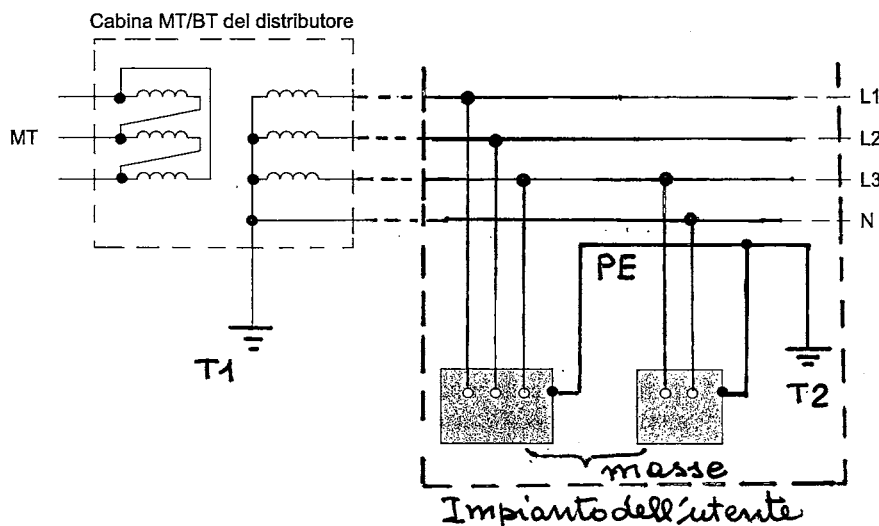 Cabina MT/BT del distributore
MT
L1
L2
L3
N
PE
T1
T2
masse
Impianto dell'utente